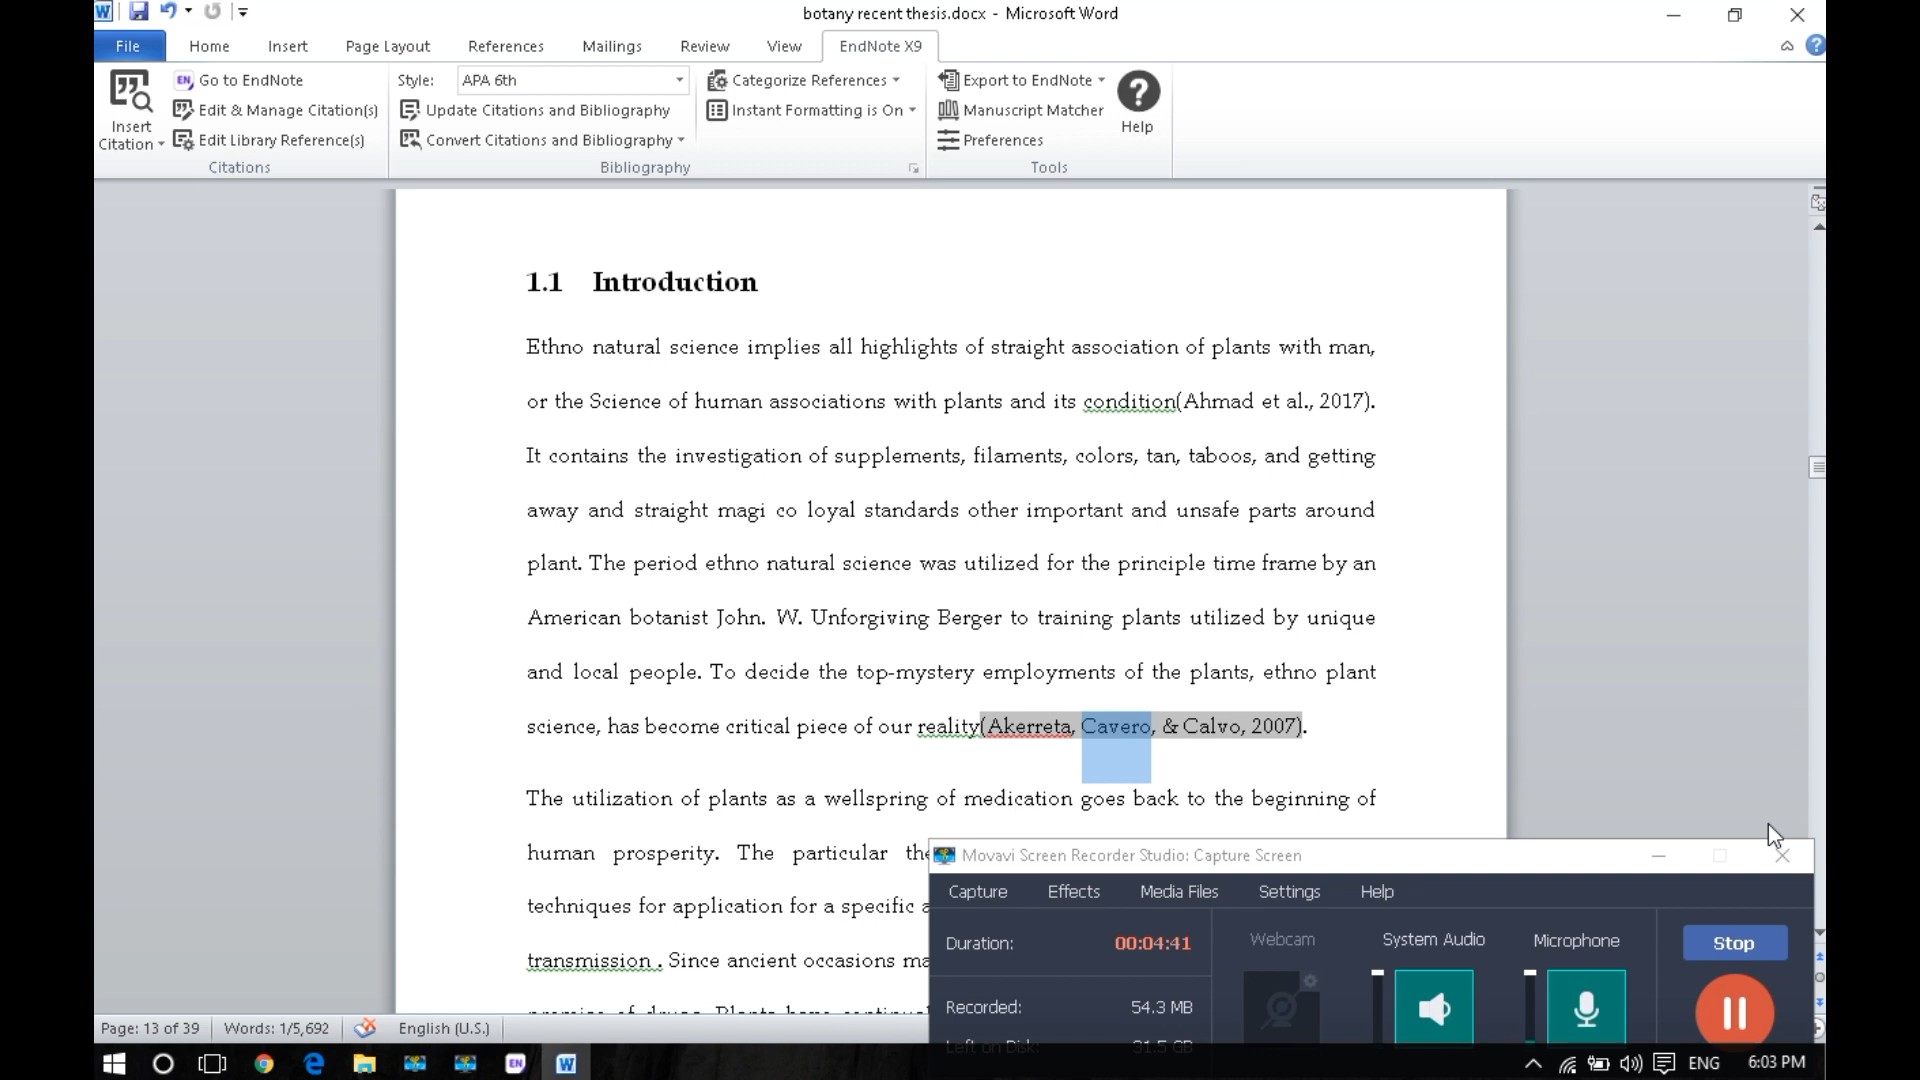 botany recent thesis.docx - Microsoft Word
File Home Insert Page Layout References Mailings Review View EndNote X9
Insert Citation
Go to EndNote
Edit & Manage Citation(s)
Edit Library Reference(s)
Citations
Style: APA 6th
Update Citations and Bibliography
Convert Citations and Bibliography
Categorize References
Instant Formatting is On
Bibliography
Export to EndNote
Manuscript Matcher
Preferences
Tools
Help
1.1 Introduction
Ethno natural science implies all highlights of straight association of plants with man,
or the Science of human associations with plants and its condition(Ahmad et al., 2017).
It contains the investigation of supplements, filaments, colors, tan, taboos, and getting
away and straight magi co loyal standards other important and unsafe parts around
plant. The period ethno natural science was utilized for the principle time frame by an
American botanist John. W. Unforgiving Berger to training plants utilized by unique
and local people. To decide the top-mystery employments of the plants, ethno plant
science, has become critical piece of our reality(Akerreta, Cavero, & Calvo, 2007).
The utilization of plants as a wellspring of medication goes back to the beginning of
human prosperity. The particular the
techniques for application for a specific a
transmission . Since ancient occasions ma
Movavi Screen Recorder Studio: Capture Screen
Capture Effects Media Files Settings Help
Duration: 00:04:41
Recorded: 54.3 MB
Left on Disk: 31.5 GB
Webcam System Audio Microphone
Stop
Page: 13 of 39 Words: 1/5,692 English (U.S.)
EN W ENG 6:03 PM